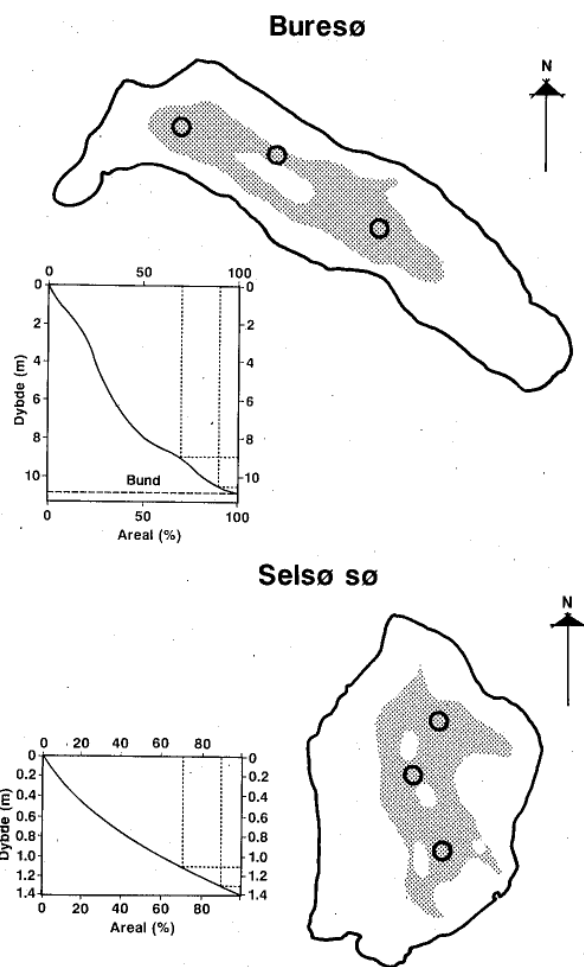 Buresø
N
0 50 100
0 0
2 2
4 4
6 6
8 8
10 10
Dybde (m)
Bund
0 50 100
Areal (%)
Selsø sø
N
0 20 40 60 80
0 0
0.2 0.2
0.4 0.4
0.6 0.6
0.8 0.8
1.0 1.0
1.2 1.2
1.4 1.4
Dybde (m)
0 20 40 60 80
Areal (%)